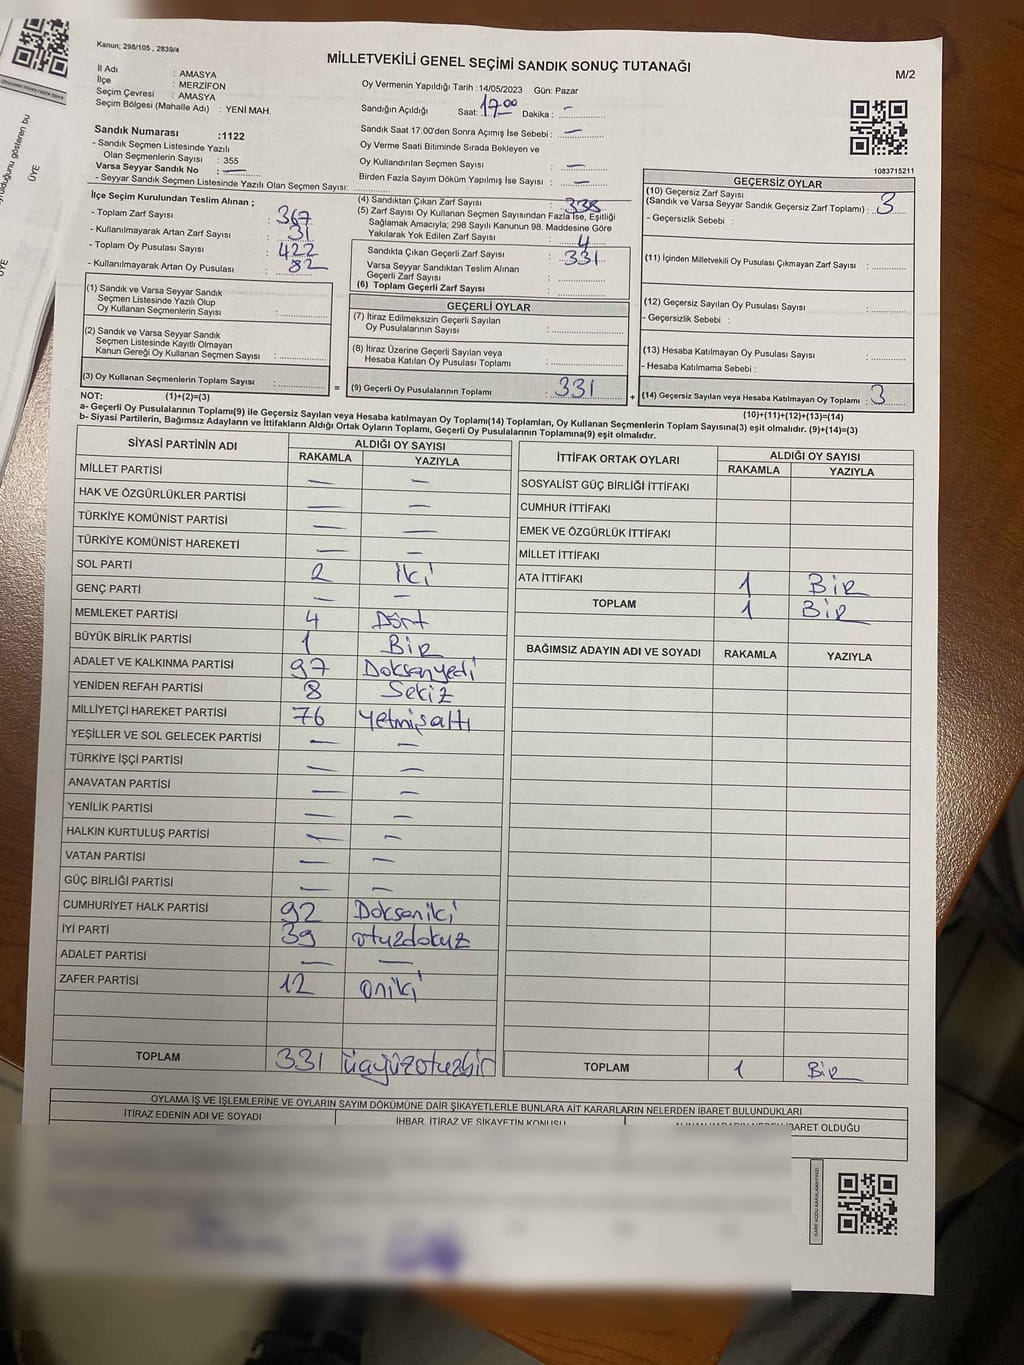 Kanun; 298/105 , 2839/4
MİLLETVEKİLİ GENEL SEÇİMİ SANDIK SONUÇ TUTANAĞI
M/2
İl Adı : AMASYA
İlçe : MERZİFON
Seçim Çevresi : AMASYA
Seçim Bölgesi (Mahalle Adı) : YENİ MAH.
Oy Vermenin Yapıldığı Tarih :14/05/2023 Gün: Pazar
Sandığın Açıldığı Saat: 17.00 Dakika : —
Sandık Numarası :1122
- Sandık Seçmen Listesinde Yazılı
Olan Seçmenlerin Sayısı : 355
Varsa Seyyar Sandık No : —
- Seyyar Sandık Seçmen Listesinde Yazılı Olan Seçmen Sayısı:
Sandık Saat 17:00'den Sonra Açımış İse Sebebi : —
Oy Verme Saati Bitiminde Sırada Bekleyen ve
Oy Kullandırılan Seçmen Sayısı : —
Birden Fazla Sayım Döküm Yapılmış İse Sayısı : —
1083715211
İlçe Seçim Kurulundan Teslim Alınan ;
- Toplam Zarf Sayısı : 367
- Kullanılmayarak Artan Zarf Sayısı : 31
- Toplam Oy Pusulası Sayısı : 422
- Kullanılmayarak Artan Oy Pusulası : 82
(4) Sandıktan Çıkan Zarf Sayısı : 338
(5) Zarf Sayısı Oy Kullanan Seçmen Sayısından Fazla İse, Eşitliği
Sağlamak Amacıyla; 298 Sayılı Kanunun 98. Maddesine Göre
Yakılarak Yok Edilen Zarf Sayısı : 4
Sandıkta Çıkan Geçerli Zarf Sayısı : 331
Varsa Seyyar Sandıktan Teslim Alınan
Geçerli Zarf Sayısı :
(6) Toplam Geçerli Zarf Sayısı :
GEÇERSİZ OYLAR
(10) Geçersiz Zarf Sayısı
(Sandık ve Varsa Seyyar Sandık Geçersiz Zarf Toplamı) : 3
- Geçersizlik Sebebi :
(11) İçinden Milletvekili Oy Pusulası Çıkmayan Zarf Sayısı :
(12) Geçersiz Sayılan Oy Pusulası Sayısı :
- Geçersizlik Sebebi :
(13) Hesaba Katılmayan Oy Pusulası Sayısı :
- Hesaba Katılmama Sebebi :
(14) Geçersiz Sayılan veya Hesaba Katılmayan Oy Toplamı : 3
(10)+(11)+(12)+(13)=(14)
(1) Sandık ve Varsa Seyyar Sandık
Seçmen Listesinde Yazılı Olup
Oy Kullanan Seçmenlerin Sayısı :
(2) Sandık ve Varsa Seyyar Sandık
Seçmen Listesinde Kayıtlı Olmayan
Kanun Gereği Oy Kullanan Seçmen Sayısı :
(3) Oy Kullanan Seçmenlerin Toplam Sayısı :
(1)+(2)=(3)
GEÇERLİ OYLAR
(7) İtiraz Edilmeksizin Geçerli Sayılan
Oy Pusulalarının Sayısı :
(8) İtiraz Üzerine Geçerli Sayılan veya
Hesaba Katılan Oy Pusulası Toplamı :
= (9) Geçerli Oy Pusulalarının Toplamı : 331 +
NOT:
a- Geçerli Oy Pusulalarının Toplamı(9) ile Geçersiz Sayılan veya Hesaba katılmayan Oy Toplamı(14) Toplamları, Oy Kullanan Seçmenlerin Toplam Sayısına(3) eşit olmalıdır. (9)+(14)=(3)
b- Siyasi Partilerin, Bağımsız Adayların ve İttifakların Aldığı Ortak Oyların Toplamı, Geçerli Oy Pusulalarının Toplamına(9) eşit olmalıdır.
SİYASİ PARTİNİN ADI ALDIĞI OY SAYISI
RAKAMLA YAZIYLA
MİLLET PARTİSİ — —
HAK VE ÖZGÜRLÜKLER PARTİSİ — —
TÜRKİYE KOMÜNİST PARTİSİ — —
TÜRKİYE KOMÜNİST HAREKETİ — —
SOL PARTİ 2 iki
GENÇ PARTİ — —
MEMLEKET PARTİSİ 4 Dört
BÜYÜK BİRLİK PARTİSİ 1 BİR
ADALET VE KALKINMA PARTİSİ 97 Doksanyedi
YENİDEN REFAH PARTİSİ 8 Sekiz
MİLLİYETÇİ HAREKET PARTİSİ 76 yetmişaltı
YEŞİLLER VE SOL GELECEK PARTİSİ — —
TÜRKİYE İŞÇİ PARTİSİ — —
ANAVATAN PARTİSİ — —
YENİLİK PARTİSİ — —
HALKIN KURTULUŞ PARTİSİ — —
VATAN PARTİSİ — —
GÜÇ BİRLİĞİ PARTİSİ — —
CUMHURİYET HALK PARTİSİ 92 Doksaniki
İYİ PARTİ 39 otuzdokuz
ADALET PARTİSİ — —
ZAFER PARTİSİ 12 oniki
TOPLAM 331 üçyüzotuzbir
İTTİFAK ORTAK OYLARI ALDIĞI OY SAYISI
RAKAMLA YAZIYLA
SOSYALİST GÜÇ BİRLİĞİ İTTİFAKI
CUMHUR İTTİFAKI
EMEK VE ÖZGÜRLÜK İTTİFAKI
MİLLET İTTİFAKI
ATA İTTİFAKI 1 BİR
TOPLAM 1 BİR
BAĞIMSIZ ADAYIN ADI VE SOYADI RAKAMLA YAZIYLA
TOPLAM 1 BİR
OYLAMA İŞ VE İŞLEMLERİNE VE OYLARIN SAYIM DÖKÜMÜNE DAİR ŞİKAYETLERLE BUNLARA AİT KARARLARIN NELERDEN İBARET BULUNDUKLARI
İTİRAZ EDENİN ADI VE SOYADI İHBAR, İTİRAZ VE ŞİKAYETİN KONUSU ALINAN KARARIN NEDEN İBARET OLDUĞU
KARE KODU KARALAMAYINIZ!
olduğunu gösteren bu
ÜYE